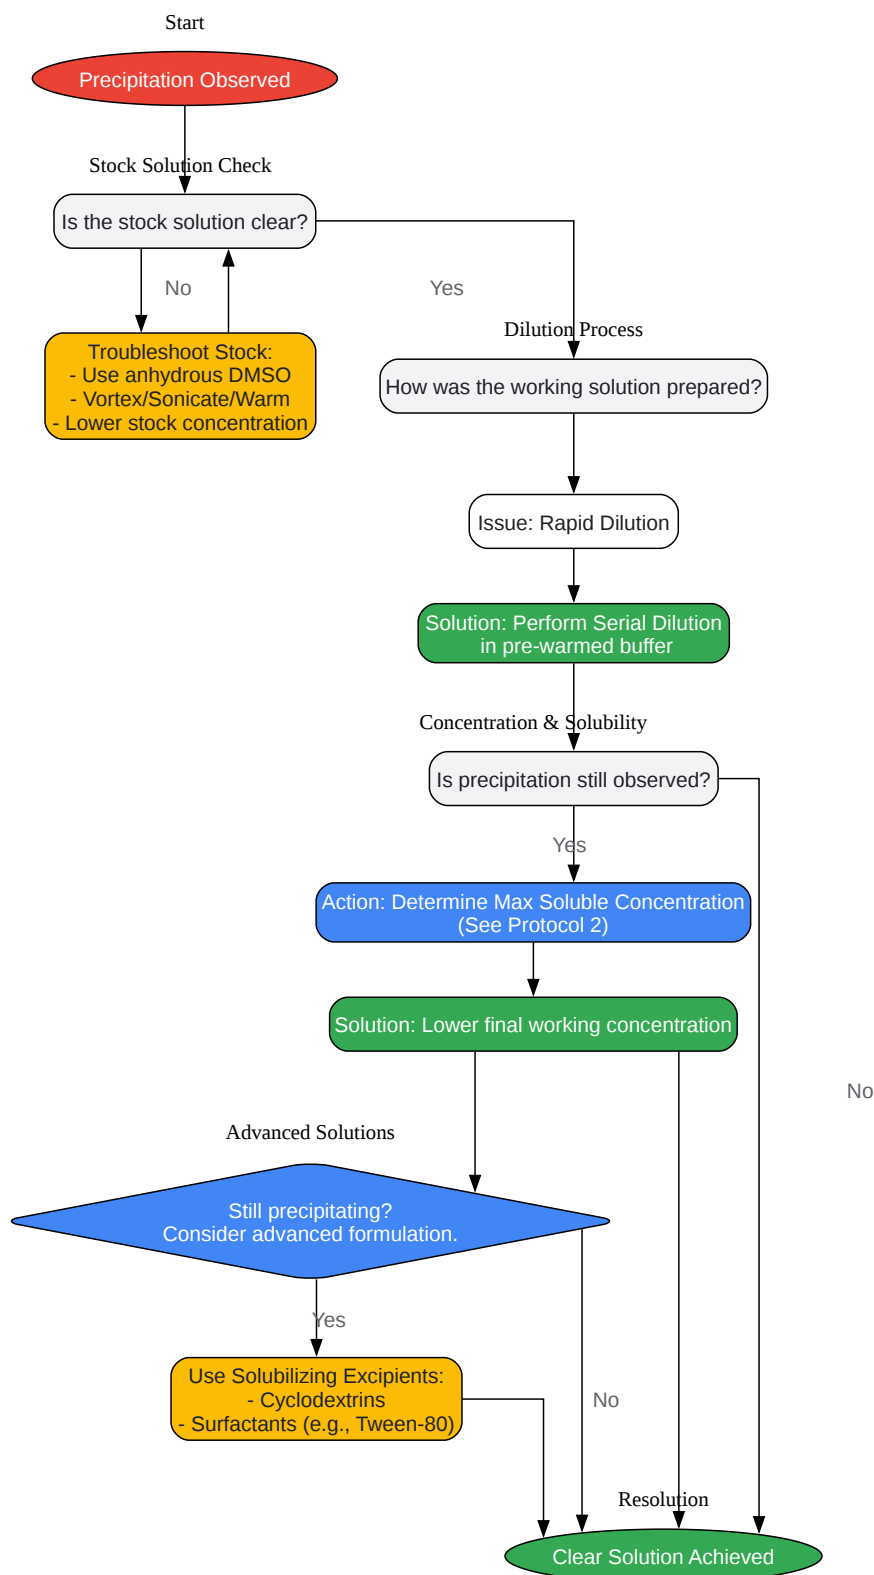 Start
Precipitation Observed
Stock Solution Check
Is the stock solution clear?
No
Yes
Troubleshoot Stock:
- Use anhydrous DMSO
- Vortex/Sonicate/Warm
- Lower stock concentration
Dilution Process
How was the working solution prepared?
Issue: Rapid Dilution
Solution: Perform Serial Dilution
in pre-warmed buffer
Concentration & Solubility
Is precipitation still observed?
Yes
Action: Determine Max Soluble Concentration
(See Protocol 2)
Solution: Lower final working concentration
No
Advanced Solutions
Still precipitating?
Consider advanced formulation.
Yes
Use Solubilizing Excipients:
- Cyclodextrins
- Surfactants (e.g., Tween-80)
No
Resolution
Clear Solution Achieved